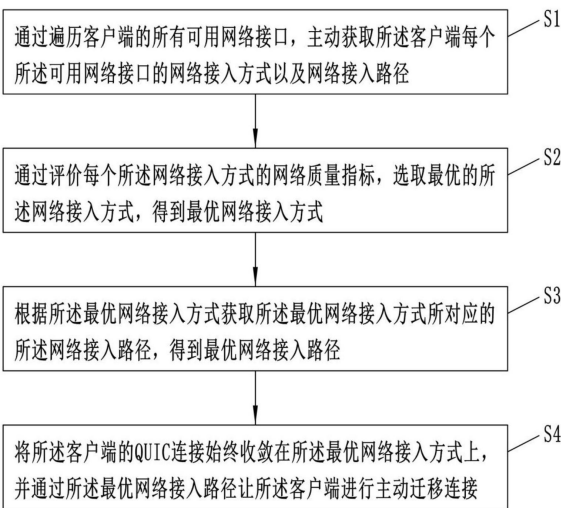 S1
通过遍历客户端的所有可用网络接口，主动获取所述客户端每个
所述可用网络接口的网络接入方式以及网络接入路径
S2
通过评价每个所述网络接入方式的网络质量指标，选取最优的所
述网络接入方式，得到最优网络接入方式
S3
根据所述最优网络接入方式获取所述最优网络接入方式所对应的
所述网络接入路径，得到最优网络接入路径
S4
将所述客户端的QUIC连接始终收敛在所述最优网络接入方式上，
并通过所述最优网络接入路径让所述客户端进行主动迁移连接